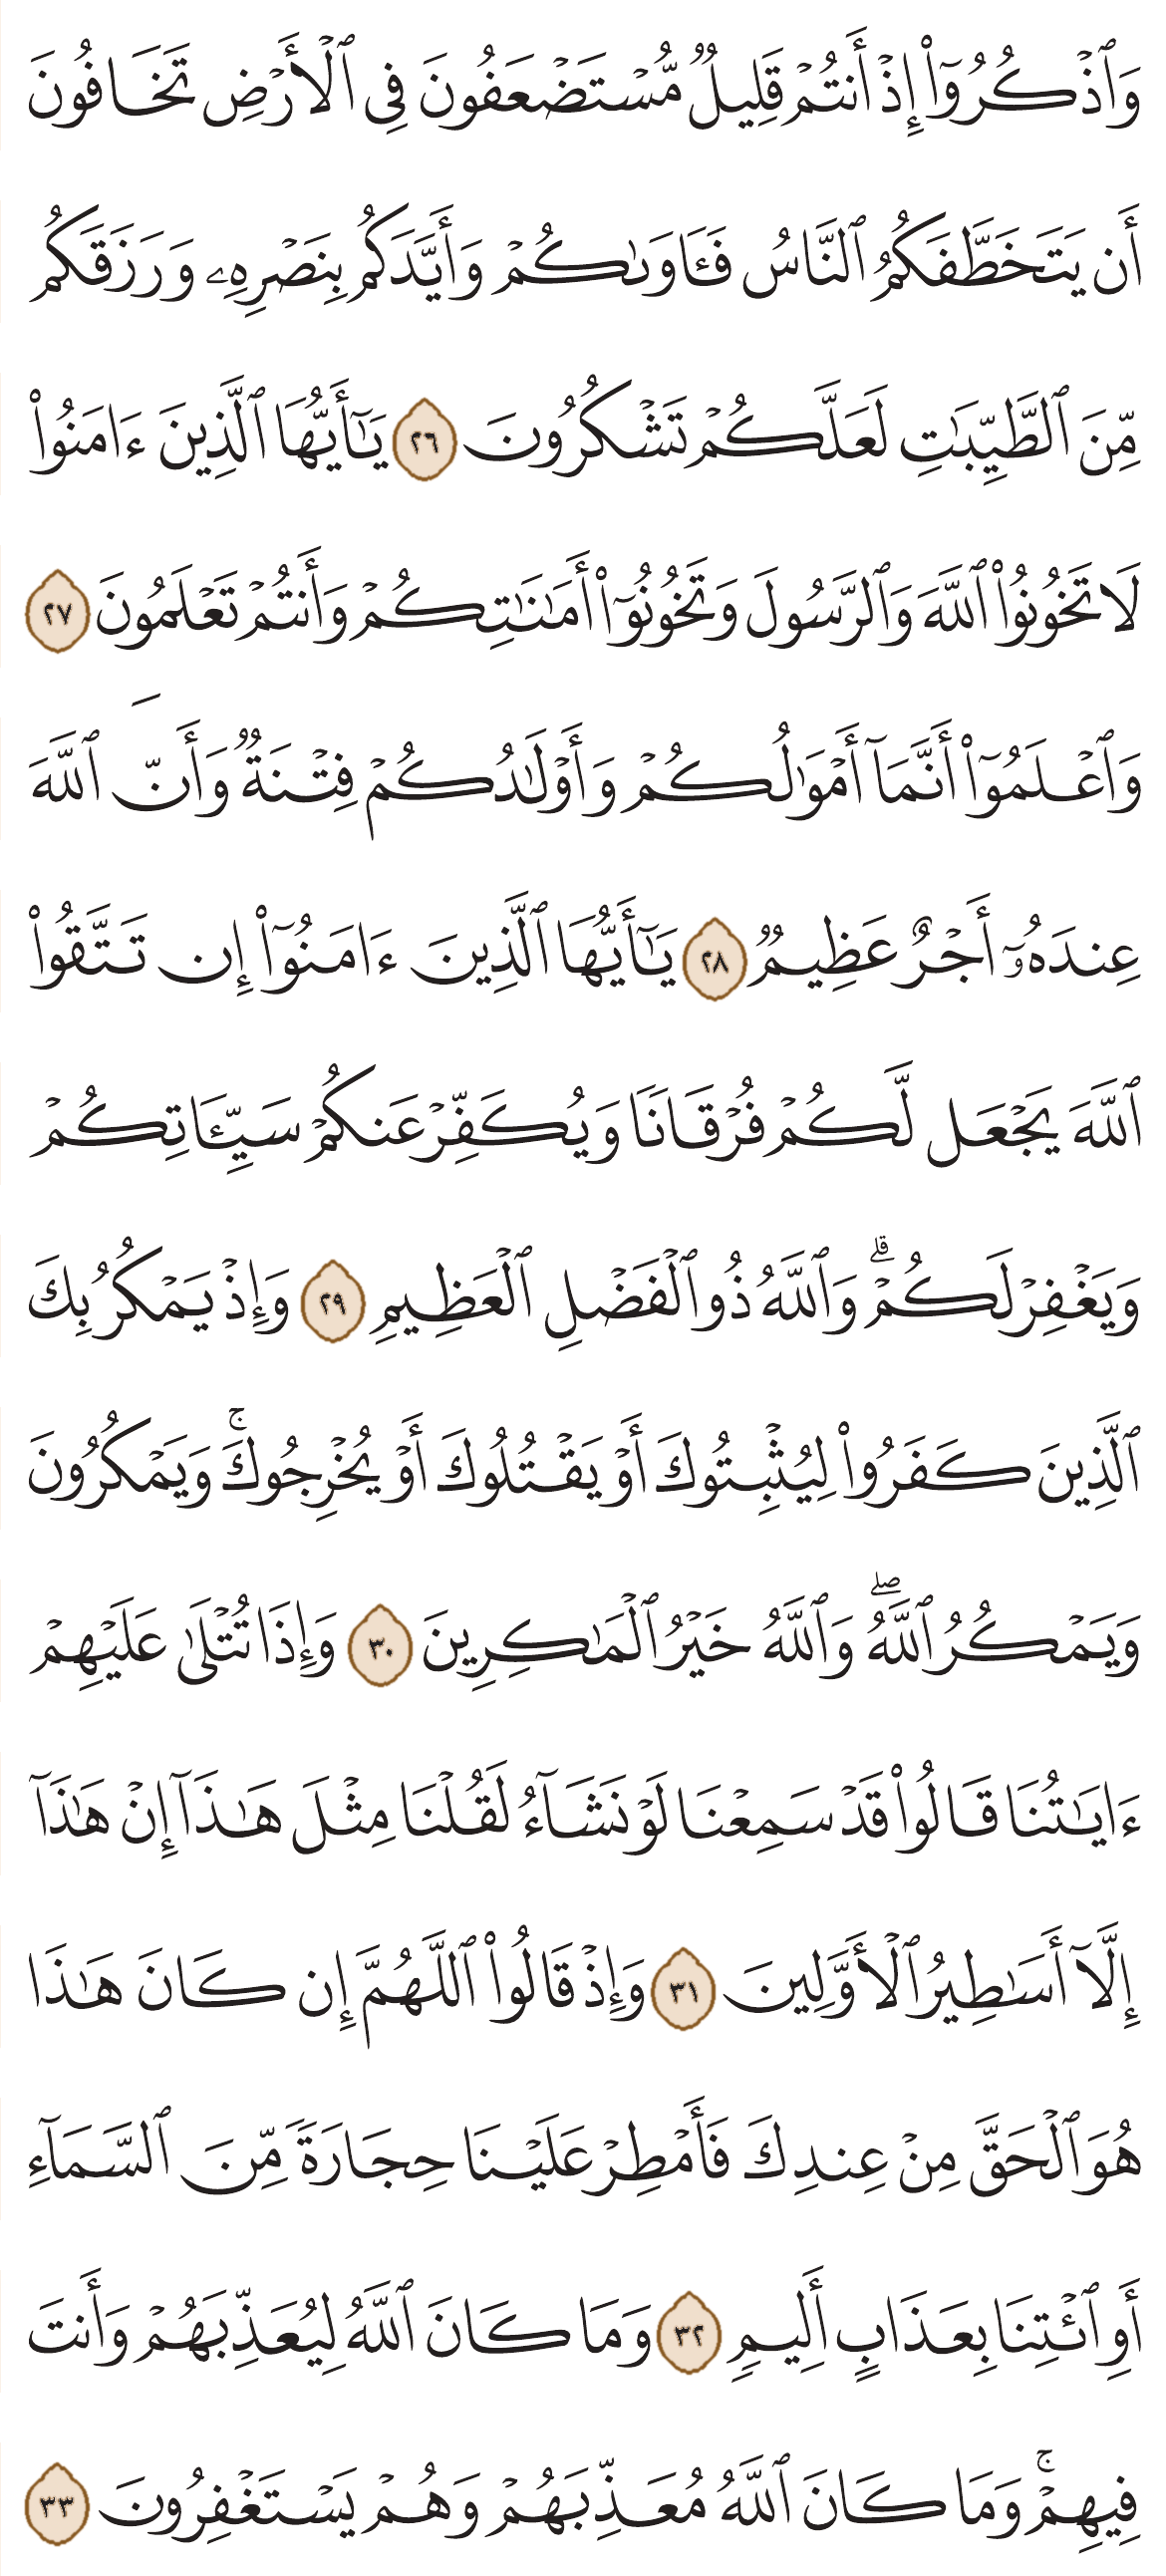 وَٱذۡكُرُوٓاْ إِذۡ أَنتُمۡ قَلِيلٞ مُّسۡتَضۡعَفُونَ فِي ٱلۡأَرۡضِ تَخَافُونَ
أَن يَتَخَطَّفَكُمُ ٱلنَّاسُ فَـَٔاوَىٰكُمۡ وَأَيَّدَكُم بِنَصۡرِهِۦ وَرَزَقَكُم
مِّنَ ٱلطَّيِّبَٰتِ لَعَلَّكُمۡ تَشۡكُرُونَ ٢٦ يَٰٓأَيُّهَا ٱلَّذِينَ ءَامَنُواْ
لَا تَخُونُواْ ٱللَّهَ وَٱلرَّسُولَ وَتَخُونُوٓاْ أَمَٰنَٰتِكُمۡ وَأَنتُمۡ تَعۡلَمُونَ ٢٧
وَٱعۡلَمُوٓاْ أَنَّمَآ أَمۡوَٰلُكُمۡ وَأَوۡلَٰدُكُمۡ فِتۡنَةٞ وَأَنَّ ٱللَّهَ
عِندَهُۥٓ أَجۡرٌ عَظِيمٞ ٢٨ يَٰٓأَيُّهَا ٱلَّذِينَ ءَامَنُوٓاْ إِن تَتَّقُواْ
ٱللَّهَ يَجۡعَل لَّكُمۡ فُرۡقَانٗا وَيُكَفِّرۡ عَنكُمۡ سَيِّـَٔاتِكُمۡ
وَيَغۡفِرۡ لَكُمۡۗ وَٱللَّهُ ذُو ٱلۡفَضۡلِ ٱلۡعَظِيمِ ٢٩ وَإِذۡ يَمۡكُرُ بِكَ
ٱلَّذِينَ كَفَرُواْ لِيُثۡبِتُوكَ أَوۡ يَقۡتُلُوكَ أَوۡ يُخۡرِجُوكَۚ وَيَمۡكُرُونَ
وَيَمۡكُرُ ٱللَّهُۖ وَٱللَّهُ خَيۡرُ ٱلۡمَٰكِرِينَ ٣٠ وَإِذَا تُتۡلَىٰ عَلَيۡهِمۡ
ءَايَٰتُنَا قَالُواْ قَدۡ سَمِعۡنَا لَوۡ نَشَآءُ لَقُلۡنَا مِثۡلَ هَٰذَآ إِنۡ هَٰذَآ
إِلَّآ أَسَٰطِيرُ ٱلۡأَوَّلِينَ ٣١ وَإِذۡ قَالُواْ ٱللَّهُمَّ إِن كَانَ هَٰذَا
هُوَ ٱلۡحَقَّ مِنۡ عِندِكَ فَأَمۡطِرۡ عَلَيۡنَا حِجَارَةٗ مِّنَ ٱلسَّمَآءِ
أَوِ ٱئۡتِنَا بِعَذَابٍ أَلِيمٖ ٣٢ وَمَا كَانَ ٱللَّهُ لِيُعَذِّبَهُمۡ وَأَنتَ
فِيهِمۡۚ وَمَا كَانَ ٱللَّهُ مُعَذِّبَهُمۡ وَهُمۡ يَسۡتَغۡفِرُونَ ٣٣